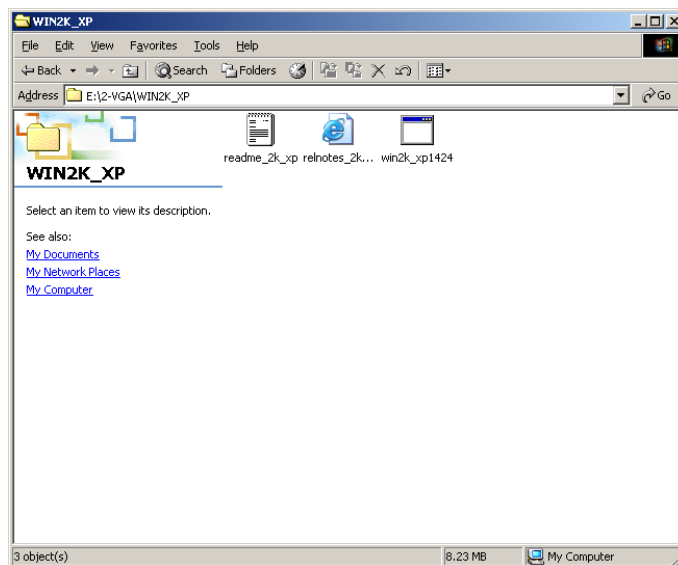 WIN2K_XP
File Edit View Favorites Tools Help
Back Search Folders
Address E:\2-VGA\WIN2K_XP Go
readme_2k_xp relnotes_2k... win2k_xp1424
WIN2K_XP
Select an item to view its description.
See also:
My Documents
My Network Places
My Computer
3 object(s) 8.23 MB My Computer